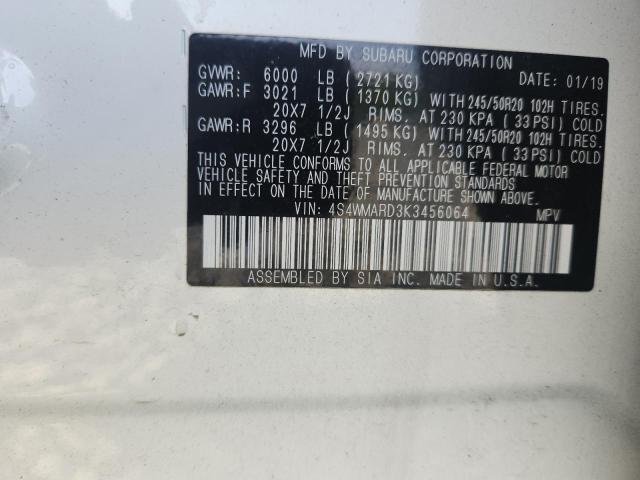 MFD BY SUBARU CORPORATION
GVWR: 6000 LB ( 2721 KG) DATE: 01/19
GAWR:F 3021 LB ( 1370 KG) WITH 245/50R20 102H TIRES.
20X7 1/2J RIMS. AT 230 KPA ( 33 PSI) COLD
GAWR:R 3296 LB ( 1495 KG) WITH 245/50R20 102H TIRES.
20X7 1/2J RIMS. AT 230 KPA ( 33 PSI) COLD
THIS VEHICLE CONFORMS TO ALL APPLICABLE FEDERAL MOTOR
VEHICLE SAFETY AND THEFT PREVENTION STANDARDS
IN EFFECT ON THE DATE OF MANUFACTURE SHOWN ABOVE.
VIN: 4S4WMARD3K3456064 MPV
ASSEMBLED BY SIA INC. MADE IN U.S.A.